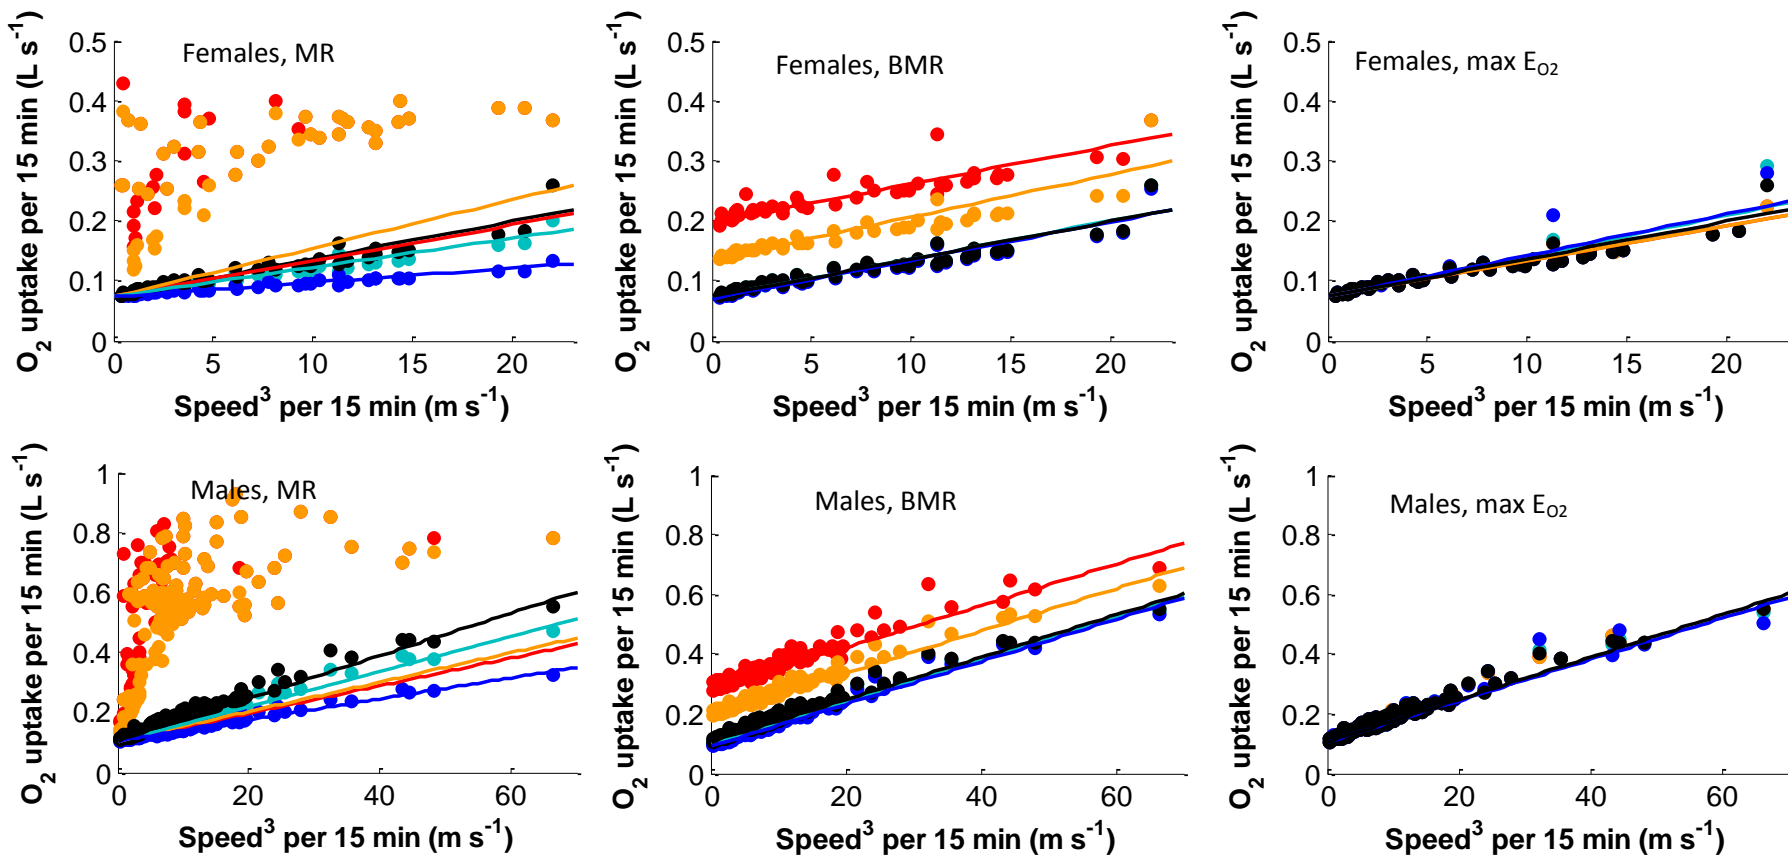 Females, MR
O2 uptake per 15 min (L s-1)
0.5
0.4
0.3
0.2
0.1
0
0 5 10 15 20
Speed3 per 15 min (m s-1)
Females, BMR
O2 uptake per 15 min (L s-1)
0.5
0.4
0.3
0.2
0.1
0
0 5 10 15 20
Speed3 per 15 min (m s-1)
Females, max EO2
O2 uptake per 15 min (L s-1)
0.5
0.4
0.3
0.2
0.1
0
0 5 10 15 20
Speed3 per 15 min (m s-1)
Males, MR
O2 uptake per 15 min (L s-1)
1
0.8
0.6
0.4
0.2
0
0 20 40 60
Speed3 per 15 min (m s-1)
Males, BMR
O2 uptake per 15 min (L s-1)
1
0.8
0.6
0.4
0.2
0
0 20 40 60
Speed3 per 15 min (m s-1)
Males, max EO2
O2 uptake per 15 min (L s-1)
1
0.8
0.6
0.4
0.2
0
0 20 40 60
Speed3 per 15 min (m s-1)